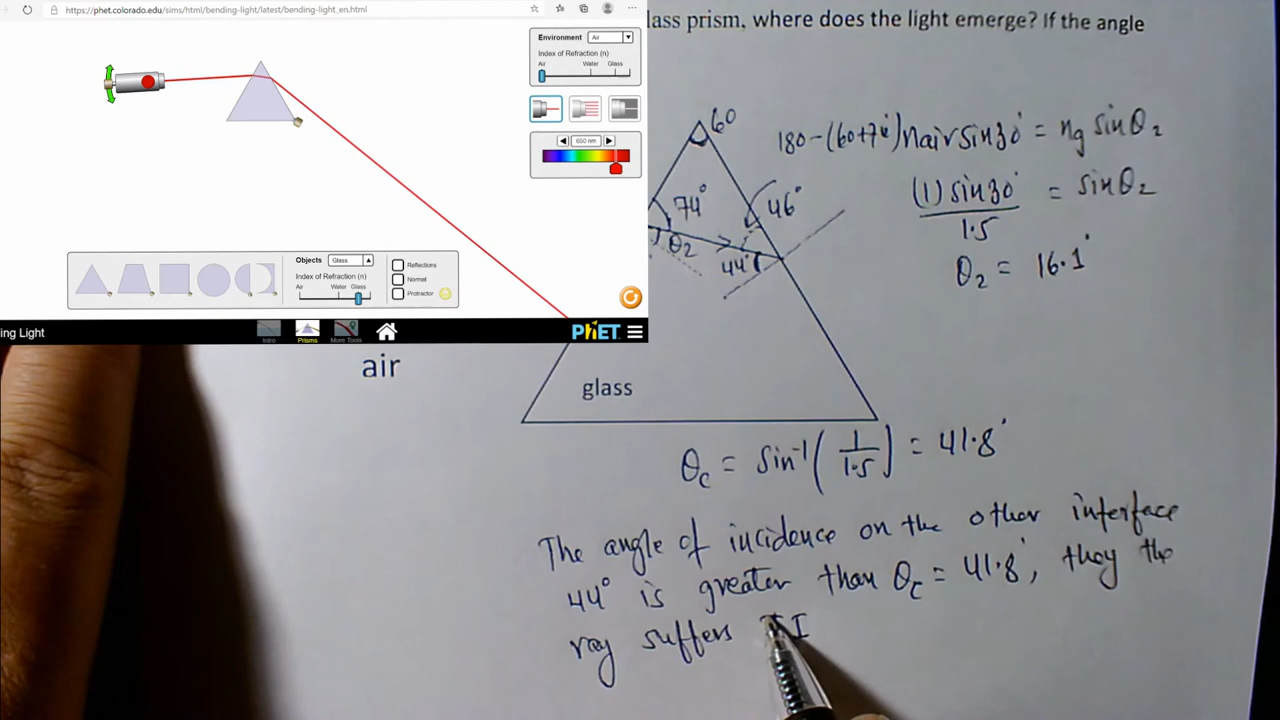 https://phet.colorado.edu/sims/html/bending-light/latest/bending-light_en.html
lass prism, where does the light emerge? If the angle
Environment Air
Index of Refraction (n)
Air Water Glass
660 nm
Objects Glass
Index of Refraction (n)
Air Water Glass
Reflections
Normal
Protractor
ing Light
Intro
Prisms
More Tools
PhET
60
74°
46°
θ2
44°
180-(60+74°) nair sin30° = ng sinθ2
(1) sin30° / 1.5 = sinθ2
θ2 = 16.1°
air
glass
θc = sin⁻¹(1/1.5) = 41.8°
The angle of incidence on the other interface
44° is greater than θc = 41.8°, they the
ray suffers